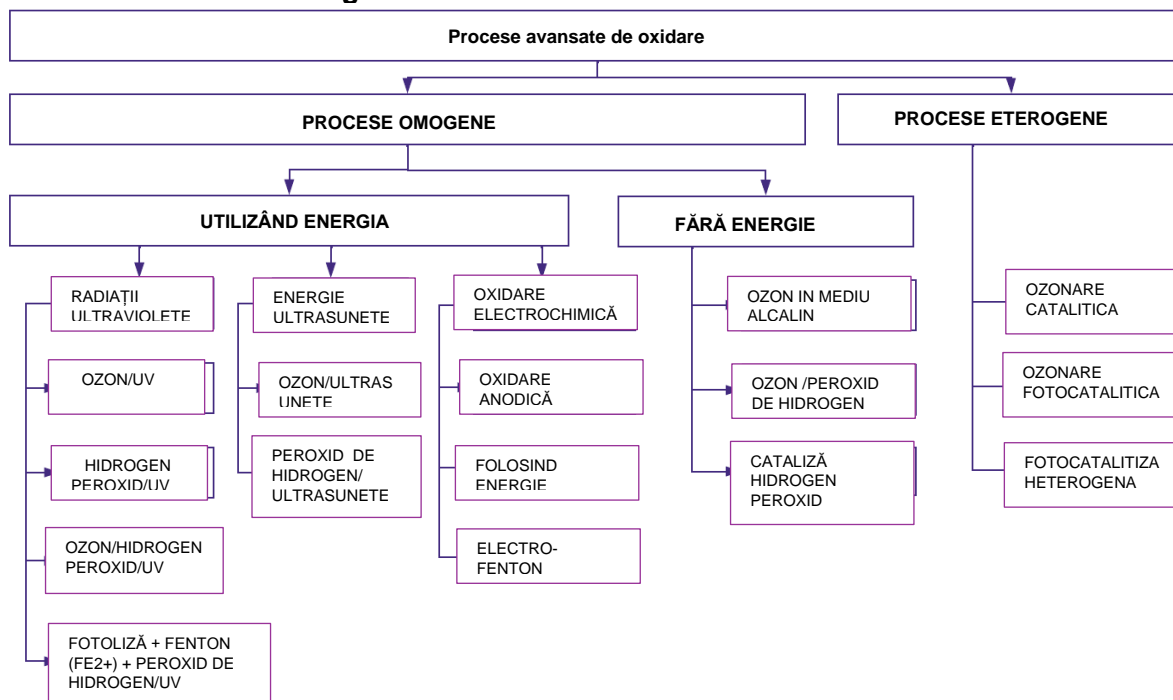 Procese avansate de oxidare
PROCESE OMOGENE
PROCESE ETEROGENE
UTILIZÂND ENERGIA
FĂRĂ ENERGIE
RADIAȚII
ULTRAVIOLETE
OZON/UV
HIDROGEN
PEROXID/UV
OZON/HIDROGEN
PEROXID/UV
FOTOLIZĂ + FENTON
(FE2+) + PEROXID DE
HIDROGEN/UV
ENERGIE
ULTRASUNETE
OZON/ULTRAS
UNETE
PEROXID DE
HIDROGEN/
ULTRASUNETE
OXIDARE
ELECTROCHIMICĂ
OXIDARE
ANODICĂ
FOLOSIND
ENERGIE
ELECTRO-
FENTON
OZON IN MEDIU
ALCALIN
OZON /PEROXID
DE HIDROGEN
CATALIZĂ
HIDROGEN
PEROXID
OZONARE
CATALITICA
OZONARE
FOTOCATALITICA
FOTOCATALITIZA
HETEROGENA